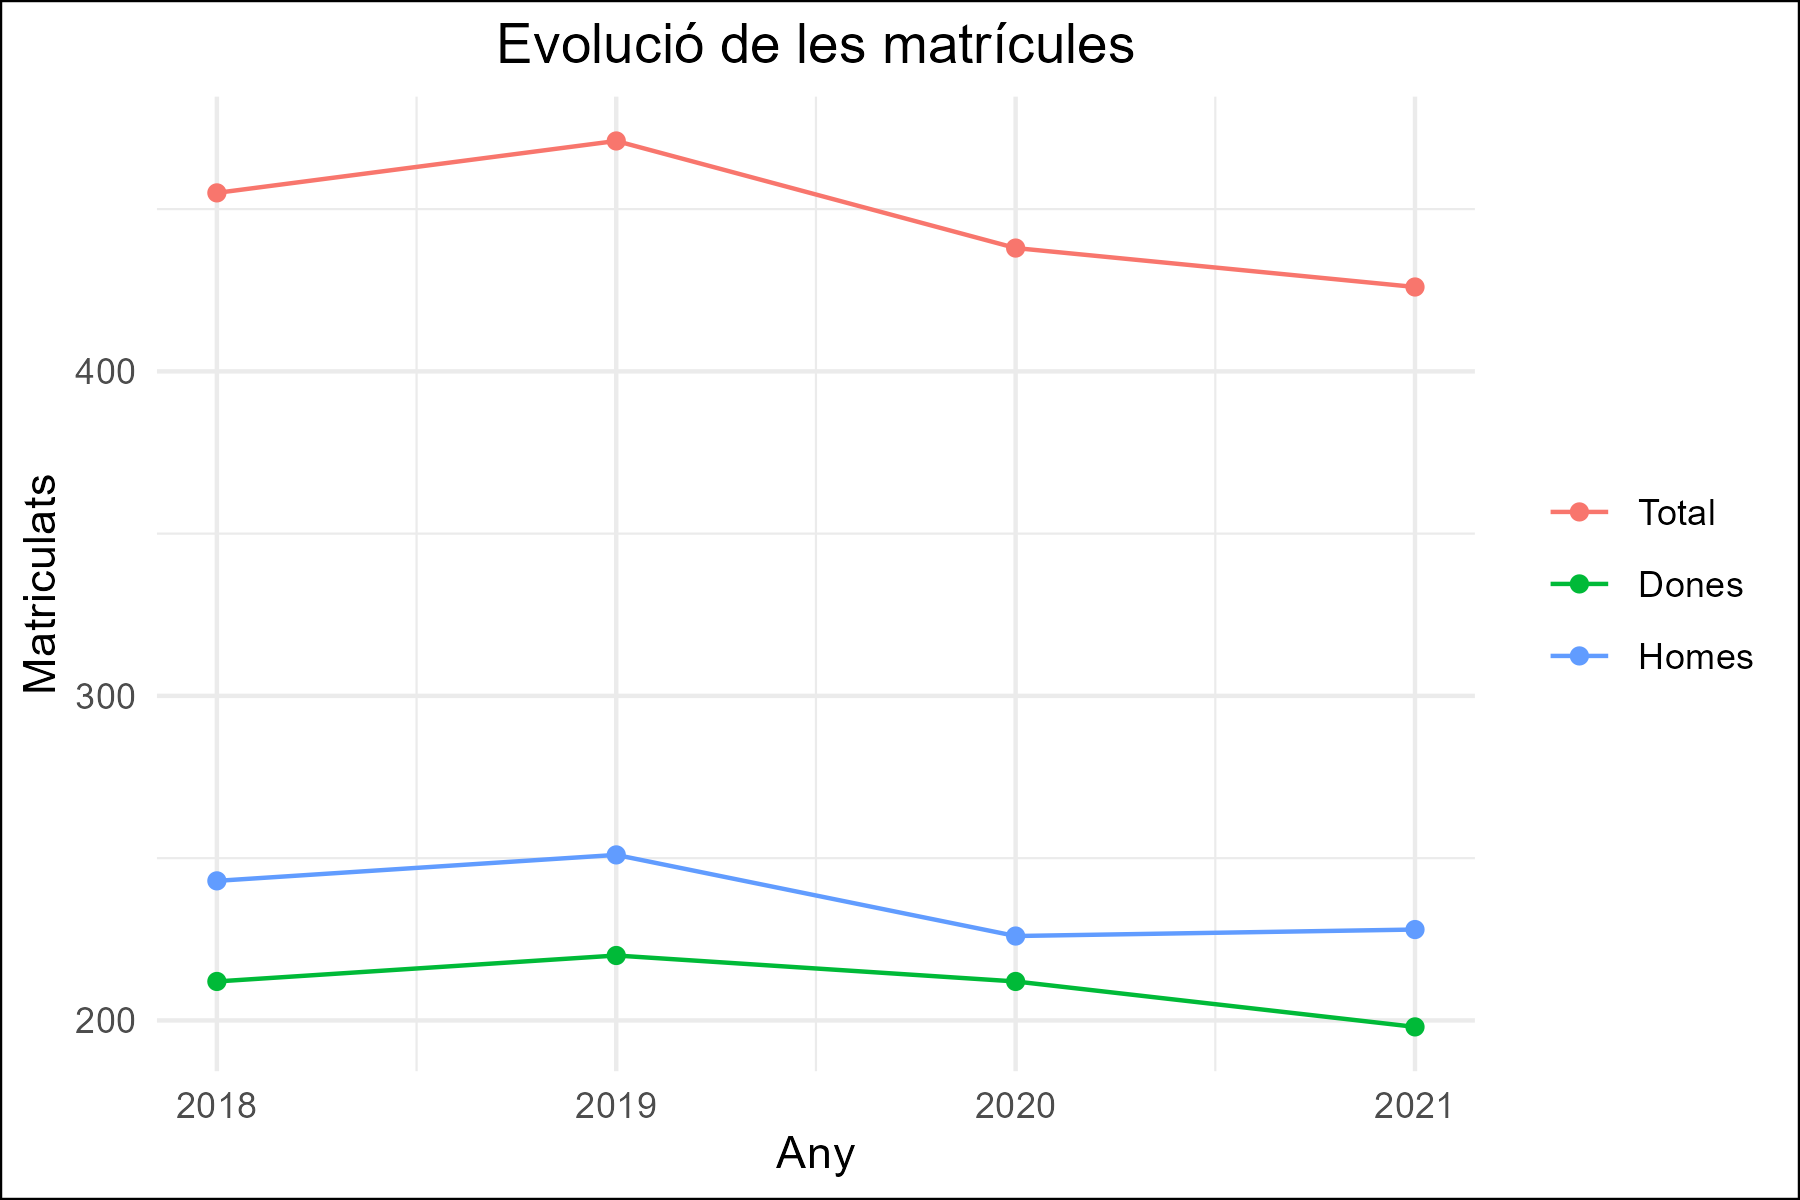 Evolució de les matrícules
Matriculats
400
300
200
2018 2019 2020 2021
Any
Total
Dones
Homes